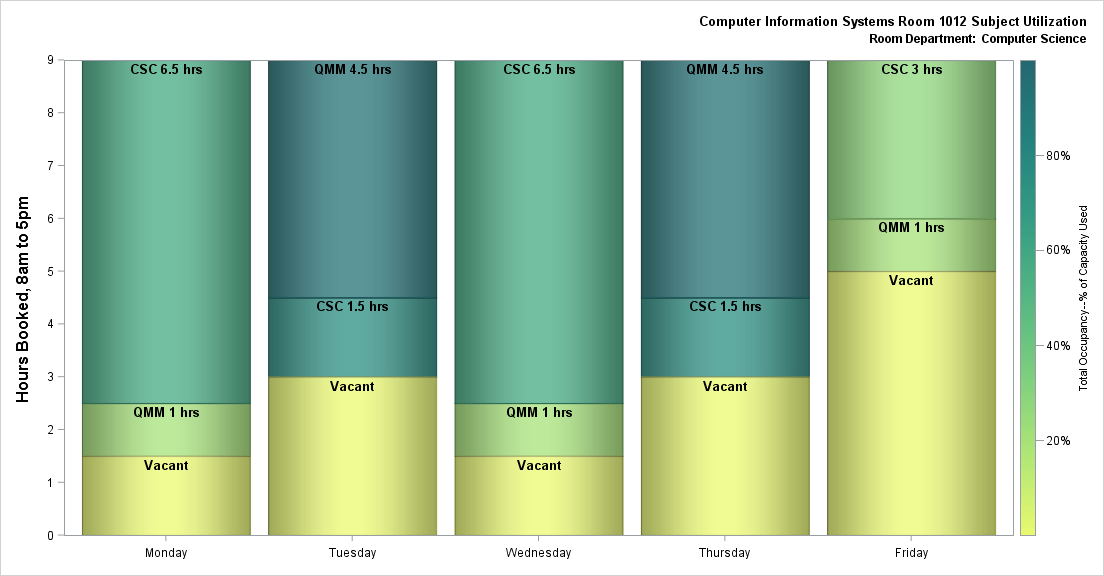 Computer Information Systems Room 1012 Subject Utilization
Room Department: Computer Science
Hours Booked, 8am to 5pm
9
8
7
6
5
4
3
2
1
0
CSC 6.5 hrs
QMM 1 hrs
Vacant
Monday
QMM 4.5 hrs
CSC 1.5 hrs
Vacant
Tuesday
CSC 6.5 hrs
QMM 1 hrs
Vacant
Wednesday
QMM 4.5 hrs
CSC 1.5 hrs
Vacant
Thursday
CSC 3 hrs
QMM 1 hrs
Vacant
Friday
80%
60%
40%
20%
Total Occupancy--% of Capacity Used